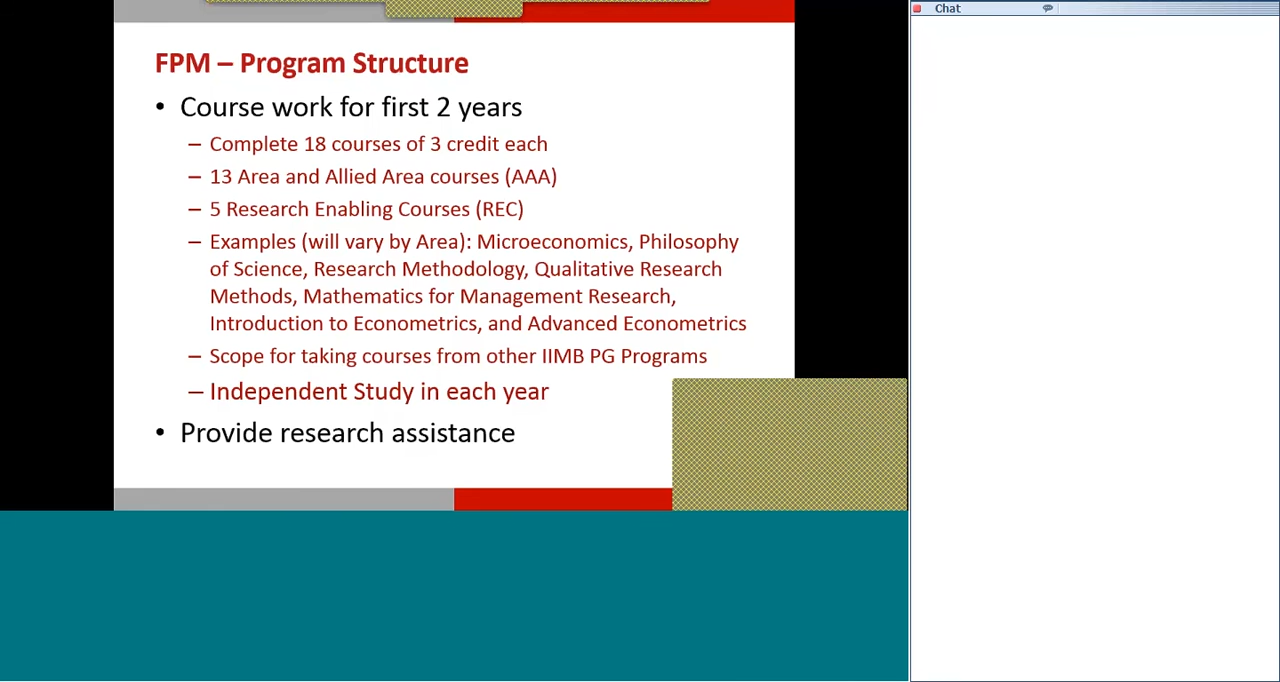 Chat
FPM – Program Structure
• Course work for first 2 years
– Complete 18 courses of 3 credit each
– 13 Area and Allied Area courses (AAA)
– 5 Research Enabling Courses (REC)
– Examples (will vary by Area): Microeconomics, Philosophy
of Science, Research Methodology, Qualitative Research
Methods, Mathematics for Management Research,
Introduction to Econometrics, and Advanced Econometrics
– Scope for taking courses from other IIMB PG Programs
– Independent Study in each year
• Provide research assistance